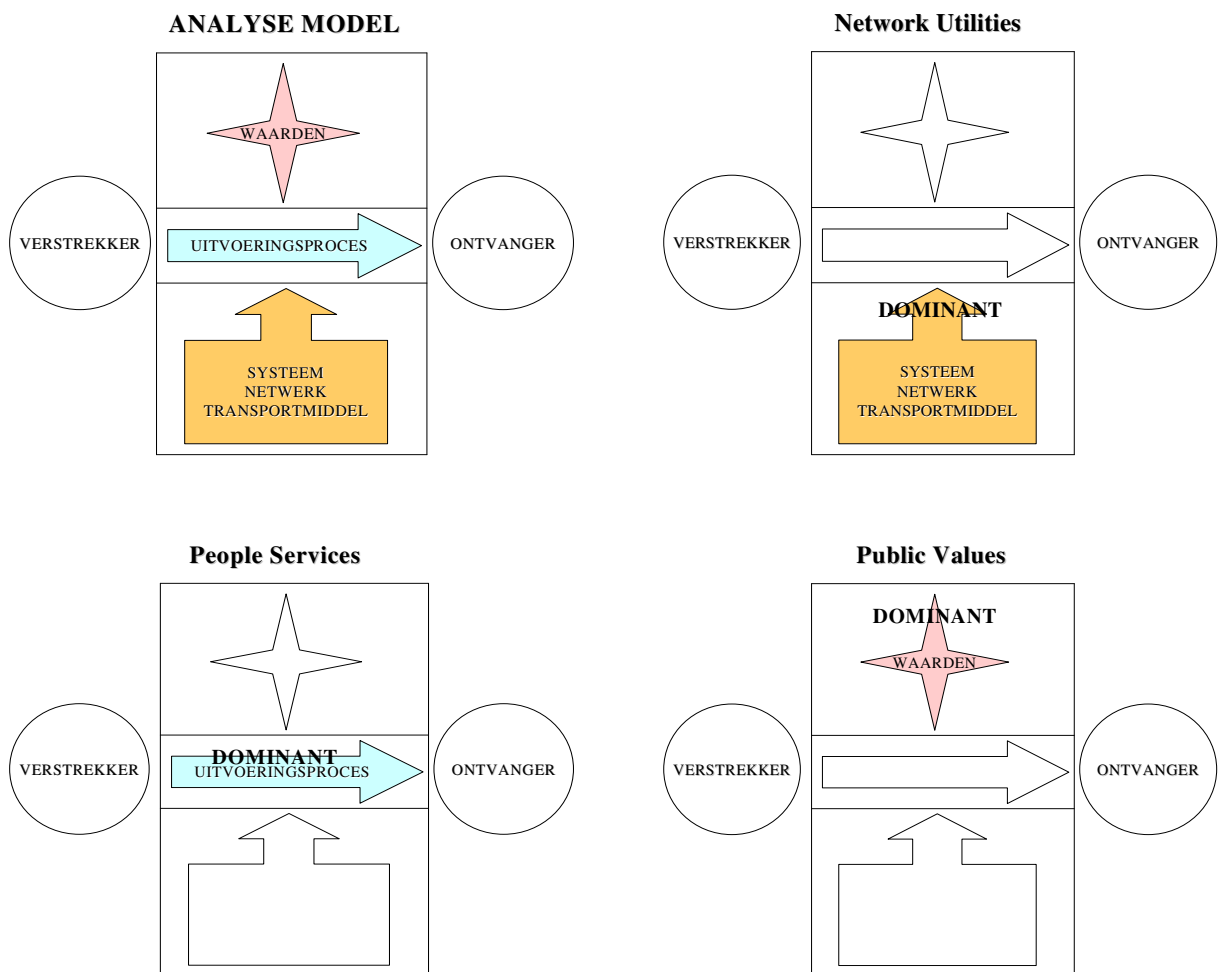 ANALYSE MODEL
WAARDEN
VERSTREKKER
UITVOERINGSPROCES
ONTVANGER
SYSTEEM
NETWERK
TRANSPORTMIDDEL
Network Utilities
VERSTREKKER
ONTVANGER
DOMINANT
SYSTEEM
NETWERK
TRANSPORTMIDDEL
People Services
DOMINANT
VERSTREKKER
UITVOERINGSPROCES
ONTVANGER
Public Values
DOMINANT
WAARDEN
VERSTREKKER
ONTVANGER